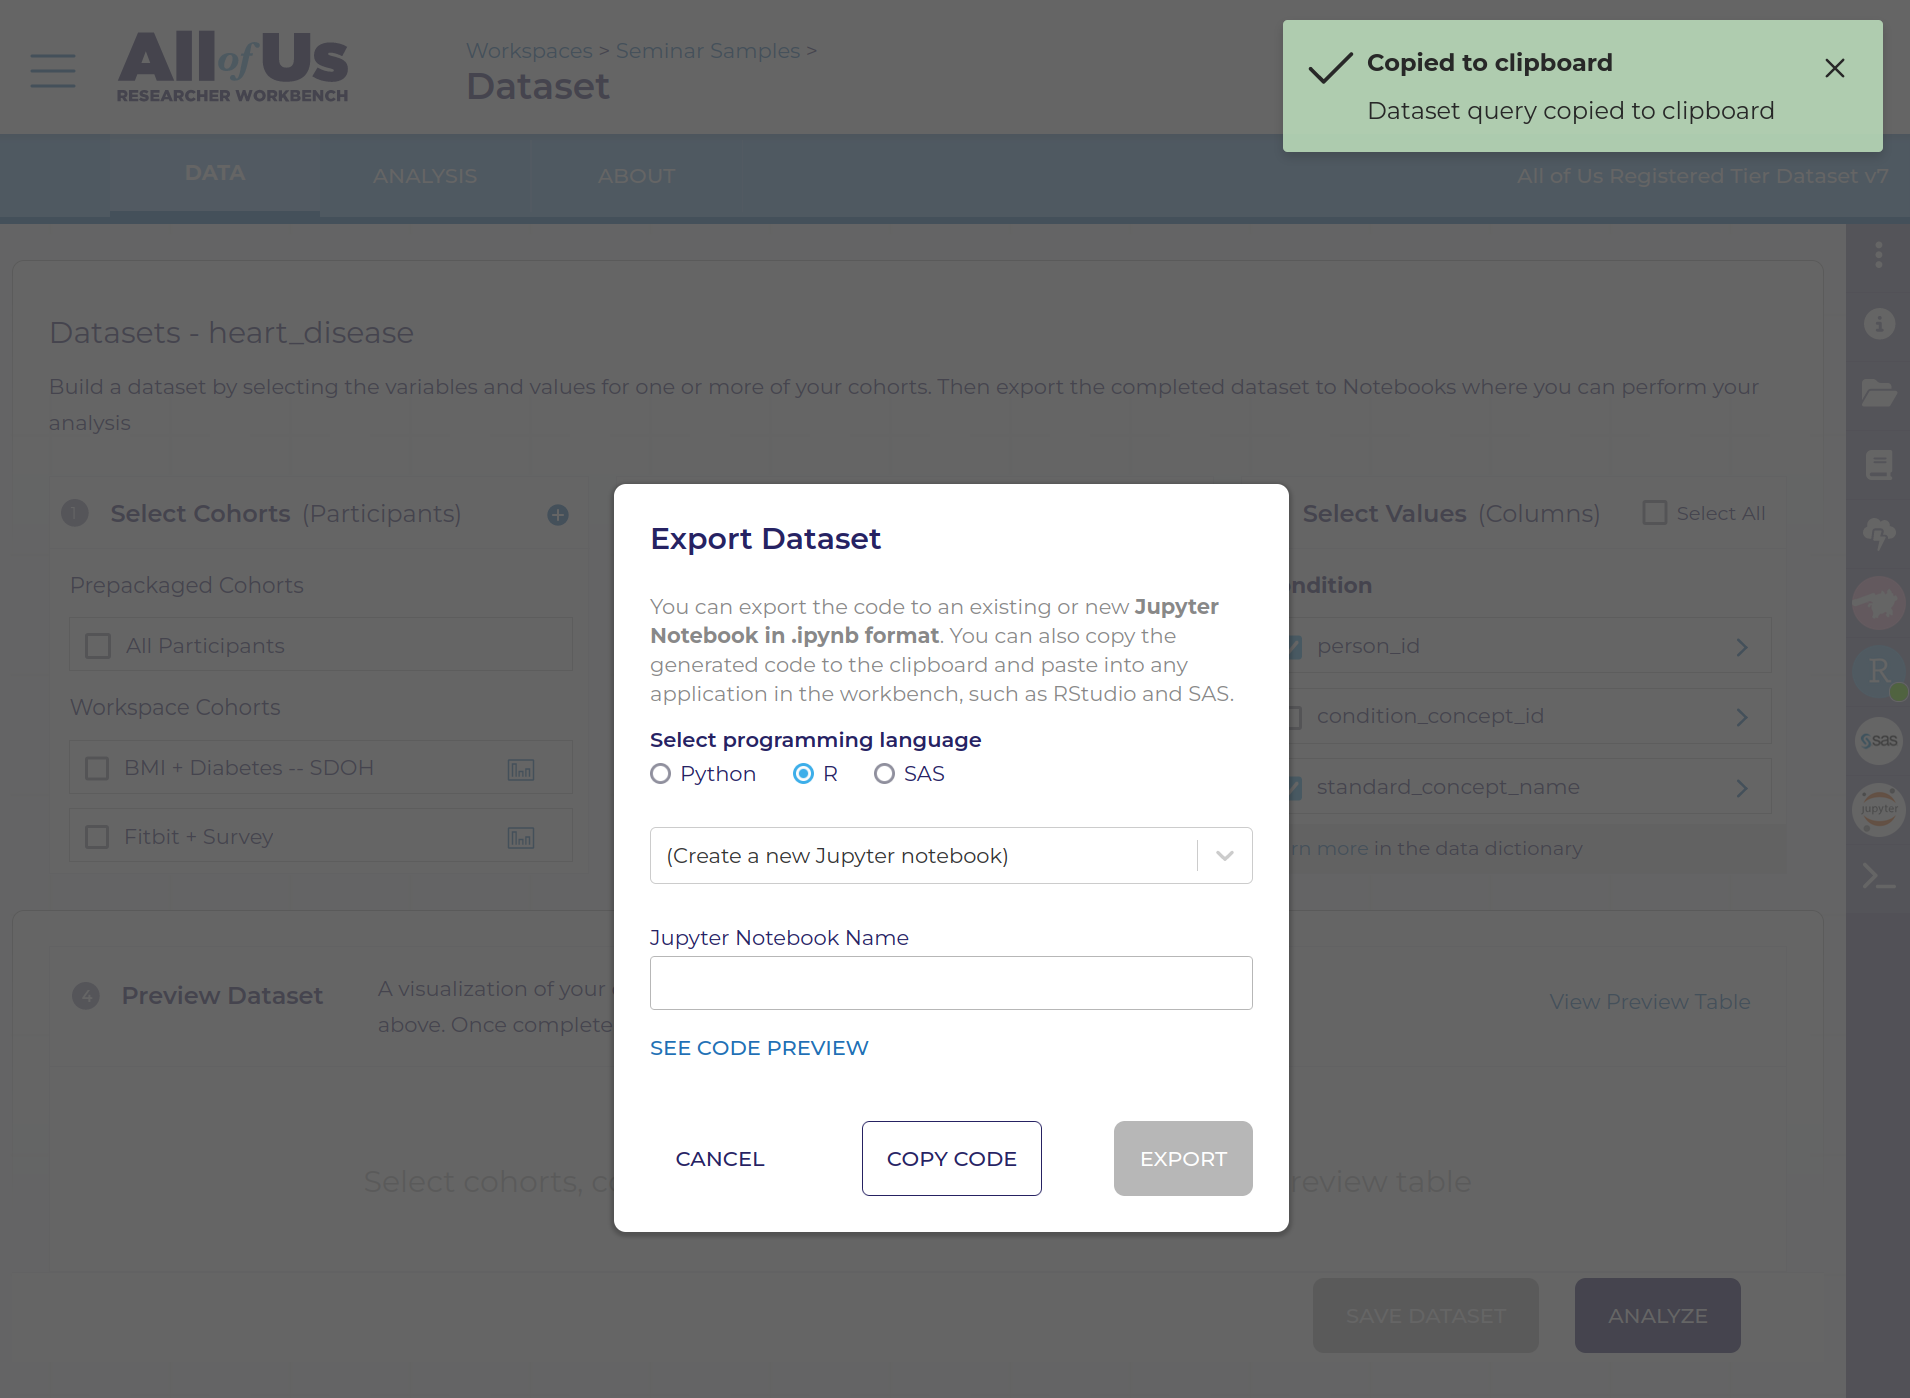 All of Us
RESEARCHER WORKBENCH
Workspaces > Seminar Samples >
Dataset
Copied to clipboard
Dataset query copied to clipboard
DATA
ANALYSIS
ABOUT
All of Us Registered Tier Dataset v7
Datasets - heart_disease
Build a dataset by selecting the variables and values for one or more of your cohorts. Then export the completed dataset to Notebooks where you can perform your
analysis
1 Select Cohorts (Participants)
Prepackaged Cohorts
All Participants
Workspace Cohorts
BMI + Diabetes -- SDOH
Fitbit + Survey
Export Dataset
You can export the code to an existing or new Jupyter
Notebook in .ipynb format. You can also copy the
generated code to the clipboard and paste into any
application in the workbench, such as RStudio and SAS.
Select programming language
Python R SAS
(Create a new Jupyter notebook)
Jupyter Notebook Name
SEE CODE PREVIEW
CANCEL
COPY CODE
EXPORT
Select Values (Columns) Select All
ndition
person_id
condition_concept_id
standard_concept_name
rn more in the data dictionary
R
sas
jupyter
4 Preview Dataset
A visualization of your
above. Once complete
View Preview Table
Select cohorts, c
review table
SAVE DATASET
ANALYZE